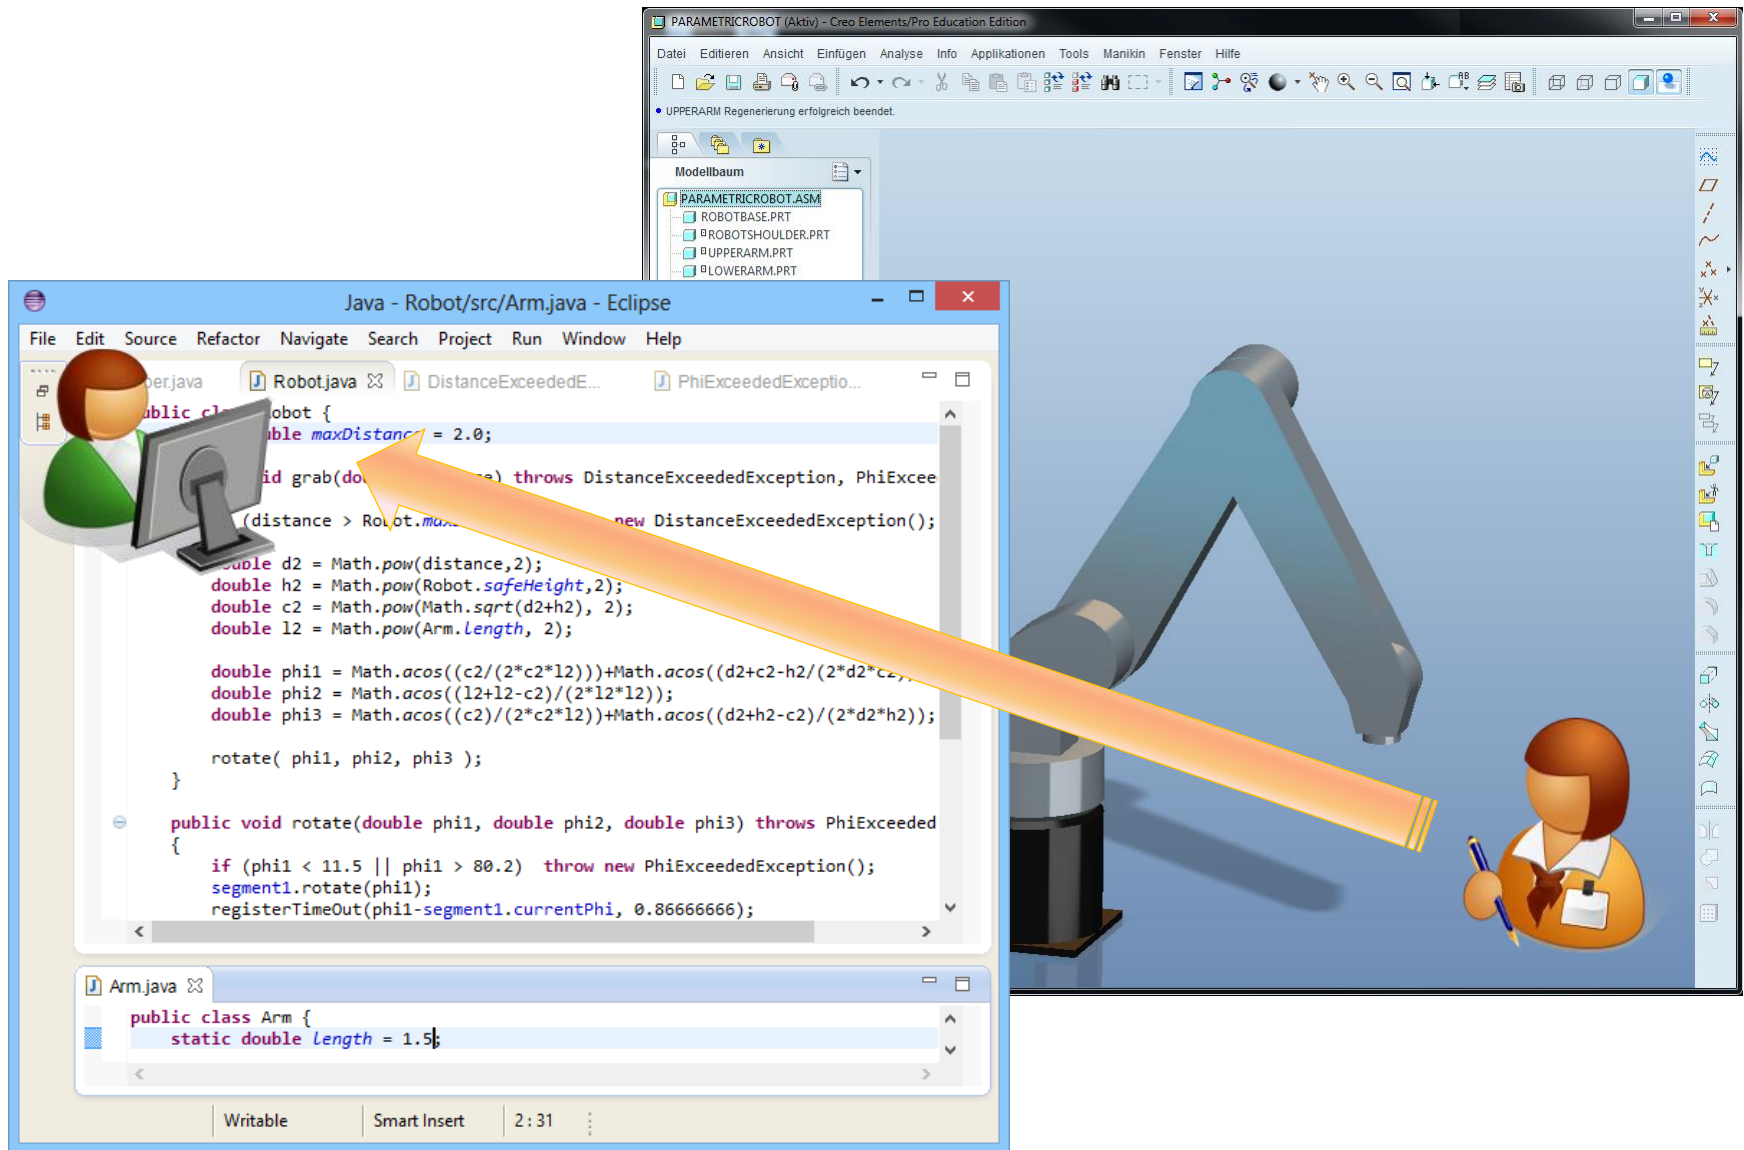 PARAMETRICROBOT (Aktiv) - Creo Elements/Pro Education Edition
Datei Editieren Ansicht Einfügen Analyse Info Applikationen Tools Manikin Fenster Hilfe
UPPERARM Regenerierung erfolgreich beendet.
Modellbaum
PARAMETRICROBOT.ASM
ROBOTBASE.PRT
ROBOTSHOULDER.PRT
UPPERARM.PRT
LOWERARM.PRT
Java - Robot/src/Arm.java - Eclipse
File Edit Source Refactor Navigate Search Project Run Window Help
per.java Robot.java DistanceExceededE... PhiExceededExceptio...
ublic cl obot {
ble maxDistance = 2.0;
id grab(do e) throws DistanceExceededException, PhiExcee
(distance > Robot.ma new DistanceExceededException();
double d2 = Math.pow(distance,2);
double h2 = Math.pow(Robot.safeHeight,2);
double c2 = Math.pow(Math.sqrt(d2+h2), 2);
double l2 = Math.pow(Arm.length, 2);
double phi1 = Math.acos((c2/(2*c2*l2)))+Math.acos((d2+c2-h2/(2*d2*c2)
double phi2 = Math.acos((l2+l2-c2)/(2*l2*l2));
double phi3 = Math.acos((c2)/(2*c2*l2))+Math.acos((d2+h2-c2)/(2*d2*h2));
rotate( phi1, phi2, phi3 );
}
public void rotate(double phi1, double phi2, double phi3) throws PhiExceeded
{
if (phi1 < 11.5 || phi1 > 80.2) throw new PhiExceededException();
segment1.rotate(phi1);
registerTimeOut(phi1-segment1.currentPhi, 0.86666666);
Arm.java
public class Arm {
static double length = 1.5;
Writable Smart Insert 2 : 31